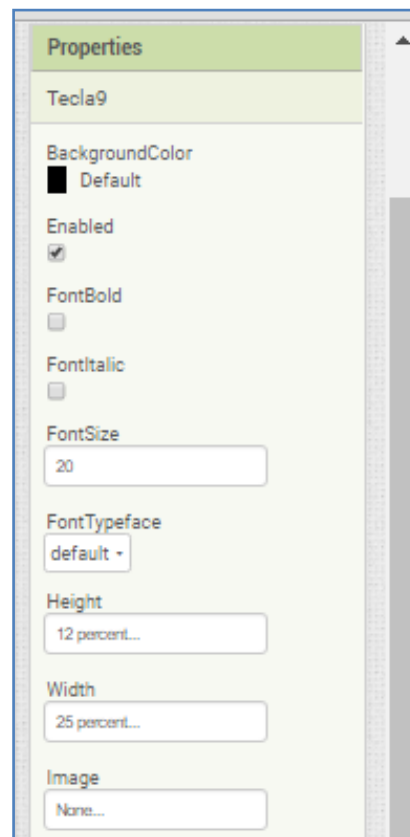 Properties
Tecla9
BackgroundColor
Default
Enabled
FontBold
FontItalic
FontSize
20
FontTypeface
default
Height
12 percent...
Width
25 percent...
Image
None...